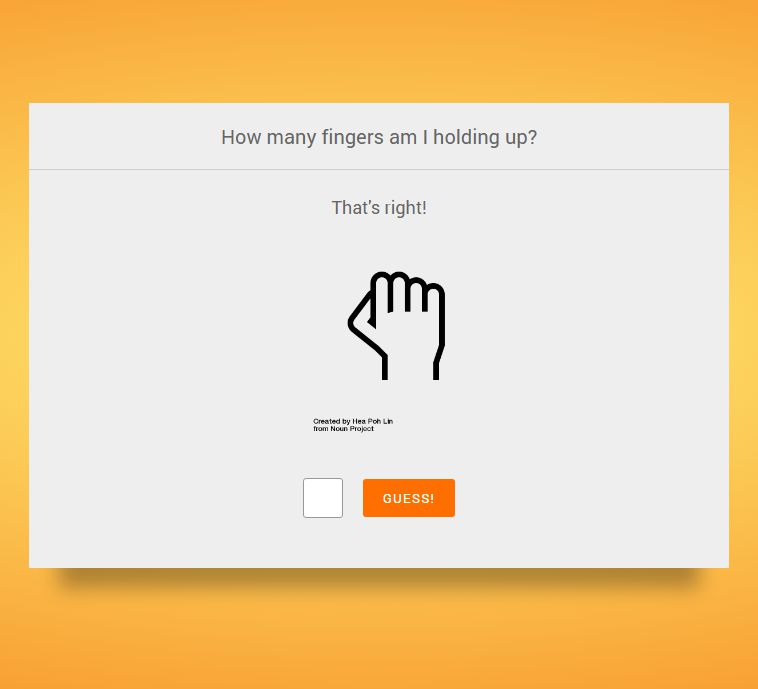 How many fingers am I holding up?
That's right!
Created by Hea Poh Lin
from Noun Project
GUESS!